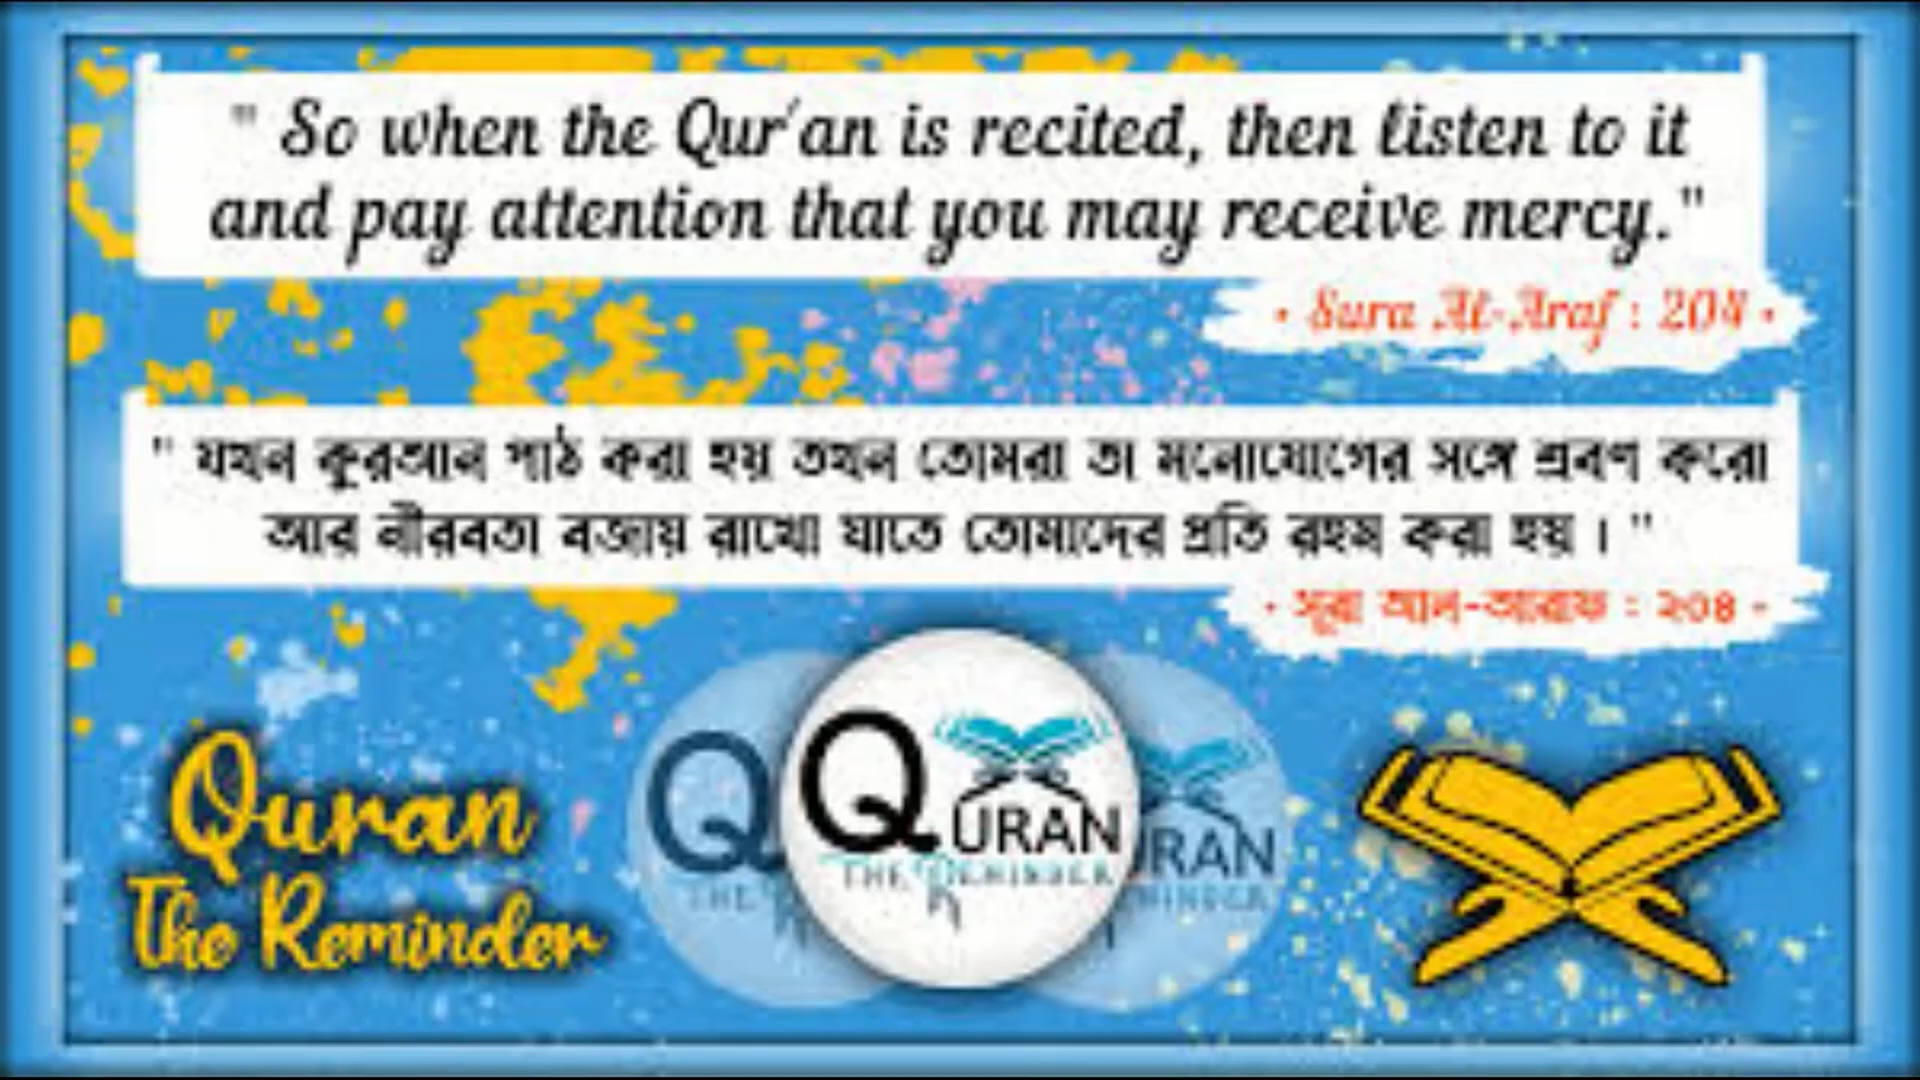 " So when the Qur'an is recited, then listen to it
and pay attention that you may receive mercy."
• Sura Al-Araf : 204 •
" যখন কুরআন পাঠ করা হয় তখন তোমরা তা মনোযোগের সঙ্গে শ্রবণ করো
আর নীরবতা বজায় রাখো যাতে তোমাদের প্রতি রহম করা হয় । "
• সূরা আল-আরাফ : ২০৪ •
Quran
The Reminder
QURAN
THE REMINDER